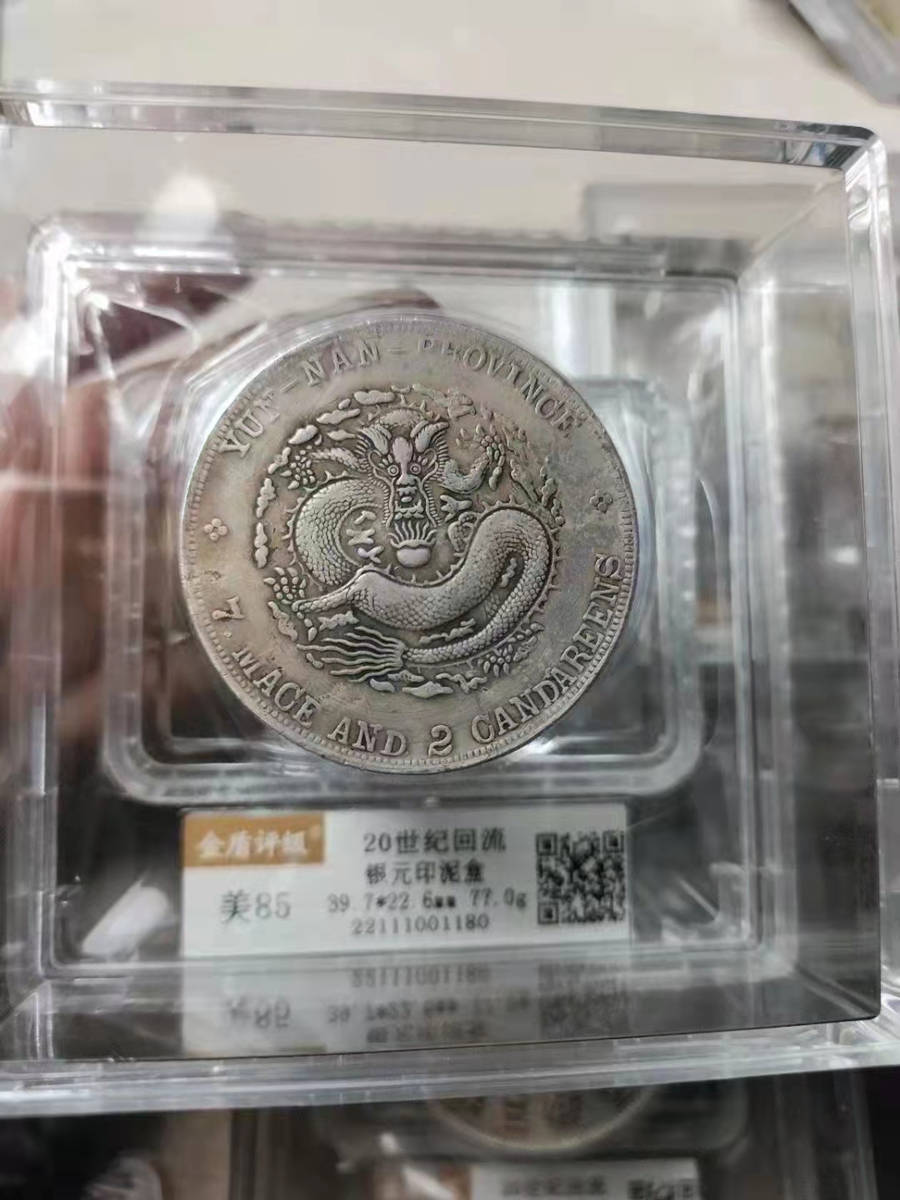 YUN-NAN-PROVINCE
7. MACE AND 2 CANDAREENS
金盾评级
20世纪回流
银元印泥盒
美85
39.7*22.6mm 77.0g
22111001180